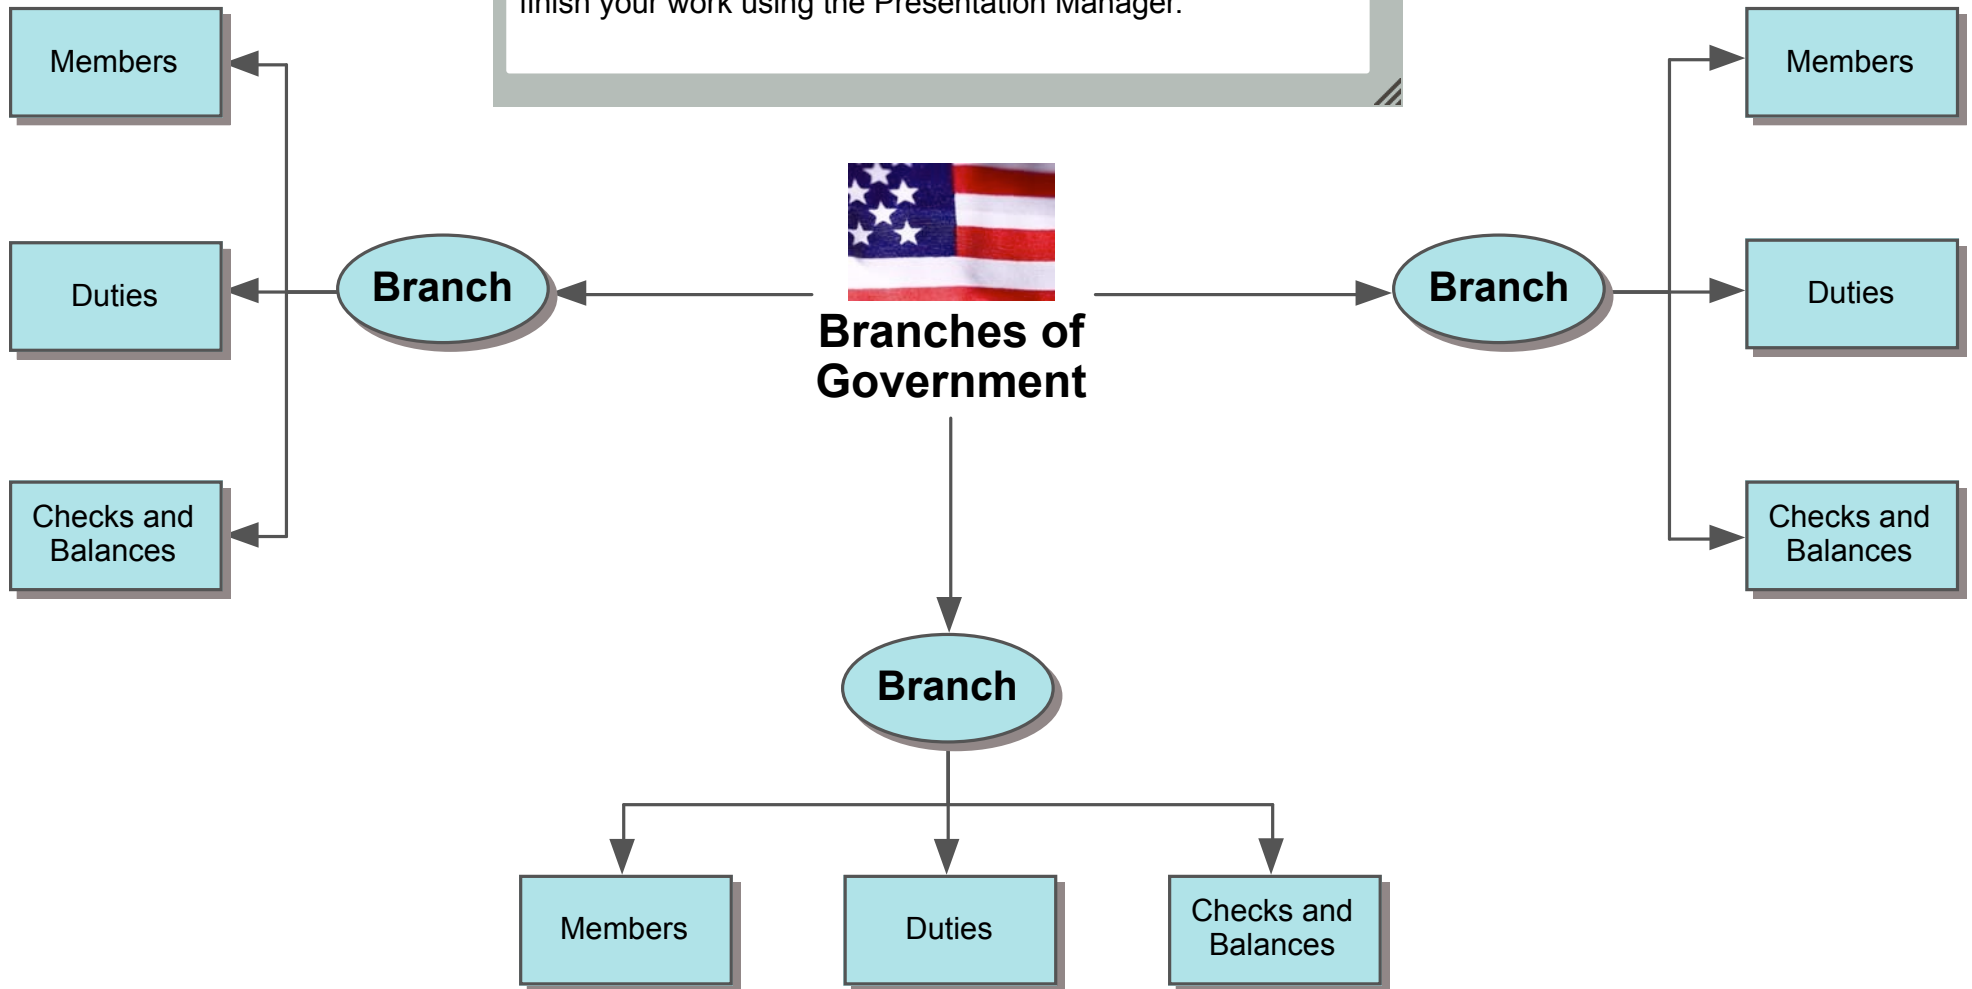 finish your work using the Presentation Manager.
Members
Members
Branch
Duties
Branches of
Government
Branch
Duties
Checks and
Balances
Checks and
Balances
Branch
Members
Duties
Checks and
Balances